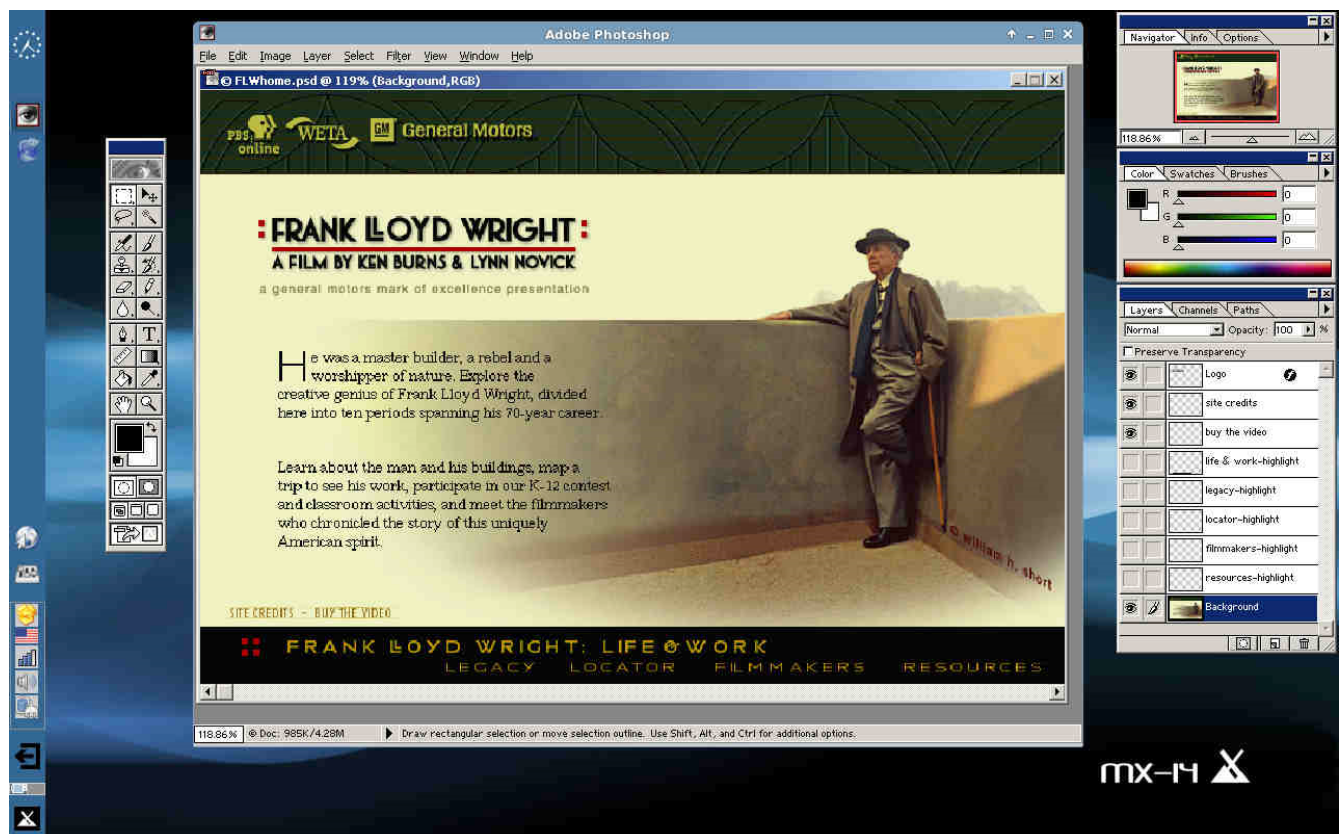 Adobe Photoshop
File Edit Image Layer Select Filter View Window Help
© FLWhome.psd @ 119% (Background,RGB)
PBS online WETA GM General Motors
FRANK LLOYD WRIGHT
A FILM BY KEN BURNS & LYNN NOVICK
a general motors mark of excellence presentation
He was a master builder, a rebel and a
worshipper of nature. Explore the
creative genius of Frank Lloyd Wright, divided
here into ten periods spanning his 70-year career.
Learn about the man and his buildings, map a
trip to see his work, participate in our K-12 contest
and classroom activities, and meet the filmmakers
who chronicled the story of this uniquely
American spirit.
© william h. short
SITE CREDITS - BUY THE VIDEO
FRANK LLOYD WRIGHT: LIFE & WORK
LEGACY LOCATOR FILMMAKERS RESOURCES
118.86% © Doc: 985K/4.28M Draw rectangular selection or move selection outline. Use Shift, Alt, and Ctrl for additional options.
Navigator Info Options
118.86%
Color Swatches Brushes
R 0
G 0
B 0
Layers Channels Paths
Normal Opacity: 100 %
Preserve Transparency
Logo
site credits
buy the video
life & work-highlight
legacy-highlight
locator-highlight
filmmakers-highlight
resources-highlight
Background
mx-14